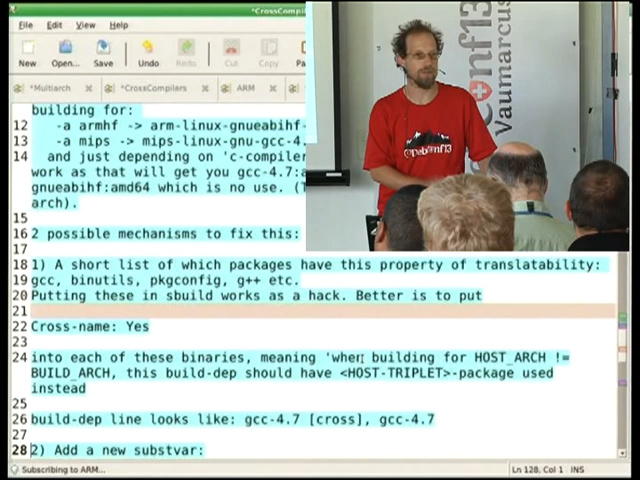 *CrossCompil
File Edit View Help
New Open... Save Undo Redo Cut Copy Pa
*Multiarch *CrossCompilers ARM
building for:
12 -a armhf -> arm-linux-gnueabihf-
13 -a mips -> mips-linux-gnu-gcc-4.
14 and just depending on 'c-compiler
work as that will get you gcc-4.7:a
gnueabihf:amd64 which is no use. (T
arch).
15
16 2 possible mechanisms to fix this:
17
18 1) A short list of which packages have this property of translatability:
19 gcc, binutils, pkgconfig, g++ etc.
20 Putting these in sbuild works as a hack. Better is to put
21
22 Cross-name: Yes
23
24 into each of these binaries, meaning 'when building for HOST_ARCH !=
BUILD_ARCH, this build-dep should have <HOST-TRIPLET>-package used
instead
25
26 build-dep line looks like: gcc-4.7 [cross], gcc-4.7
27
28 2) Add a new substvar:
Subscribing to ARM... Ln 128, Col 1 INS
onf13
Vaumarcus
debconf13